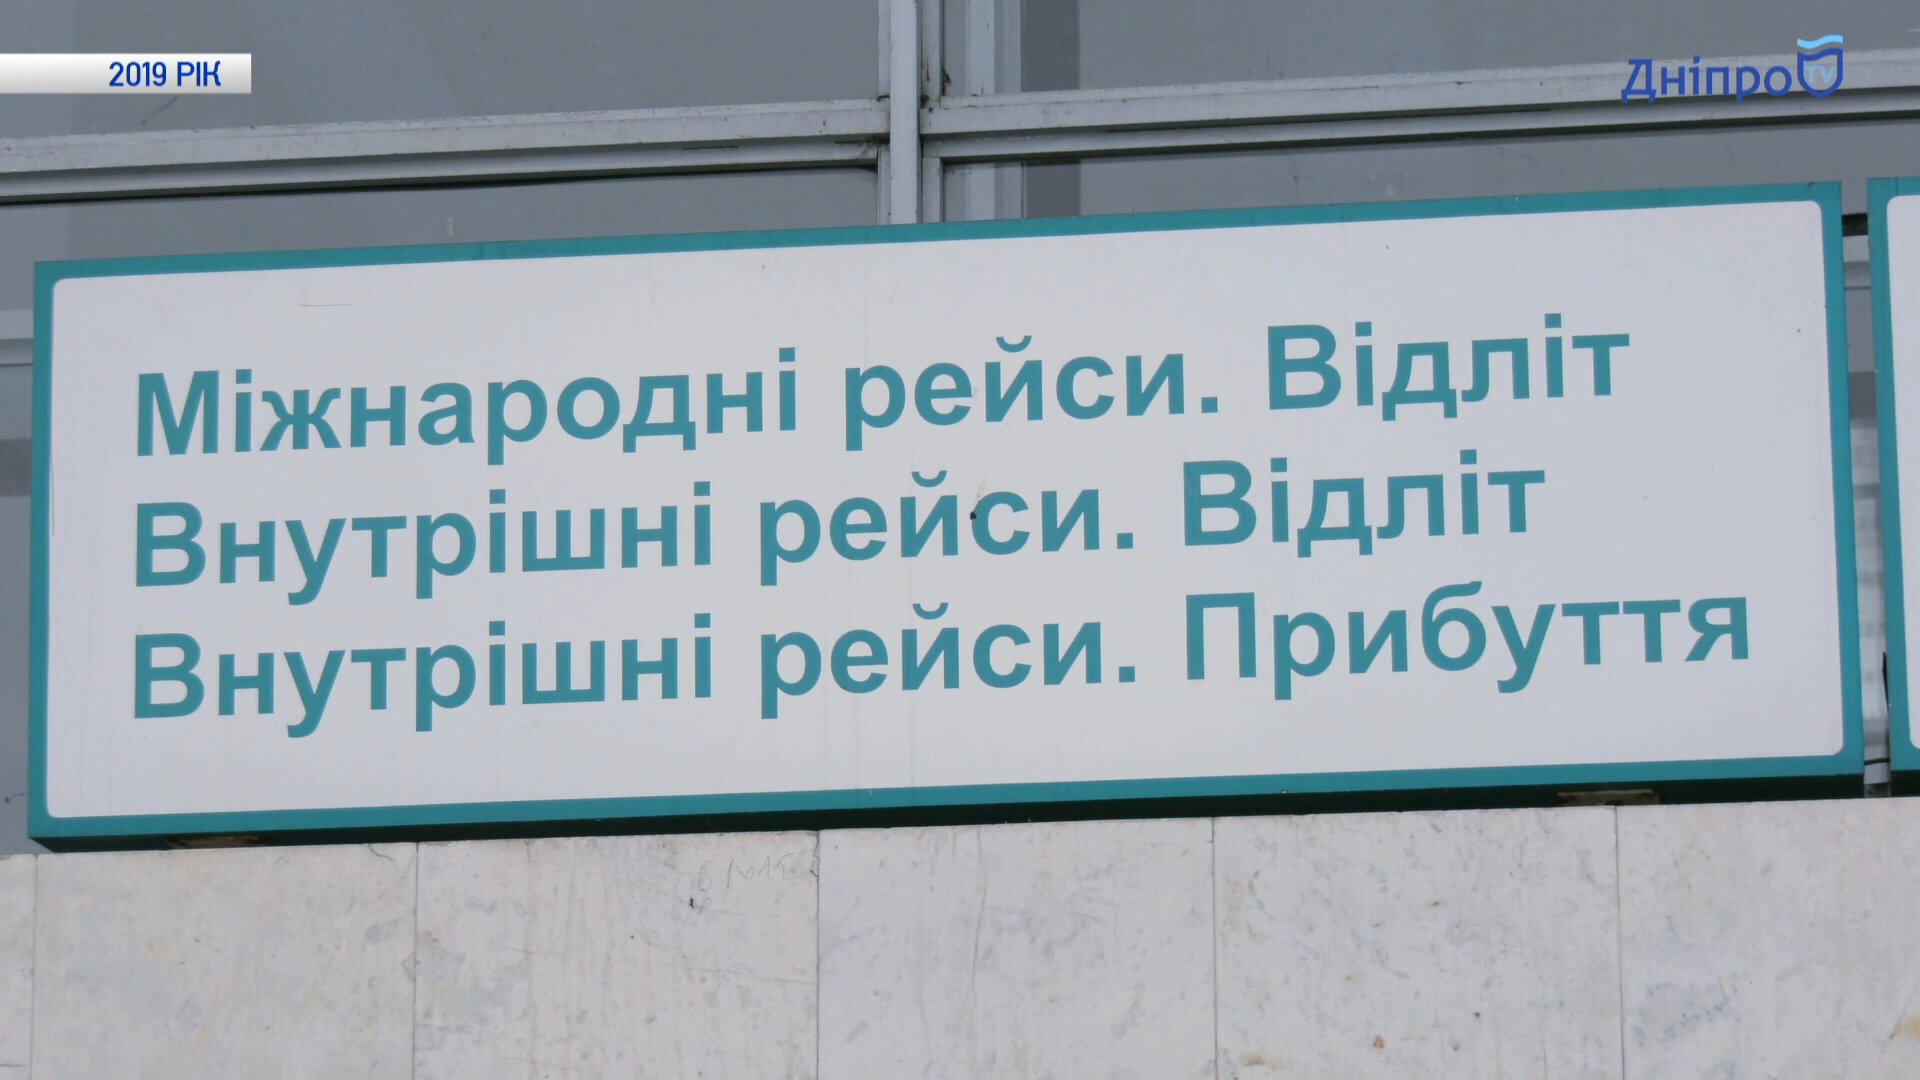 2019 РІК
Дніпро TV
Міжнародні рейси. Відліт
Внутрішні рейси. Відліт
Внутрішні рейси. Прибуття